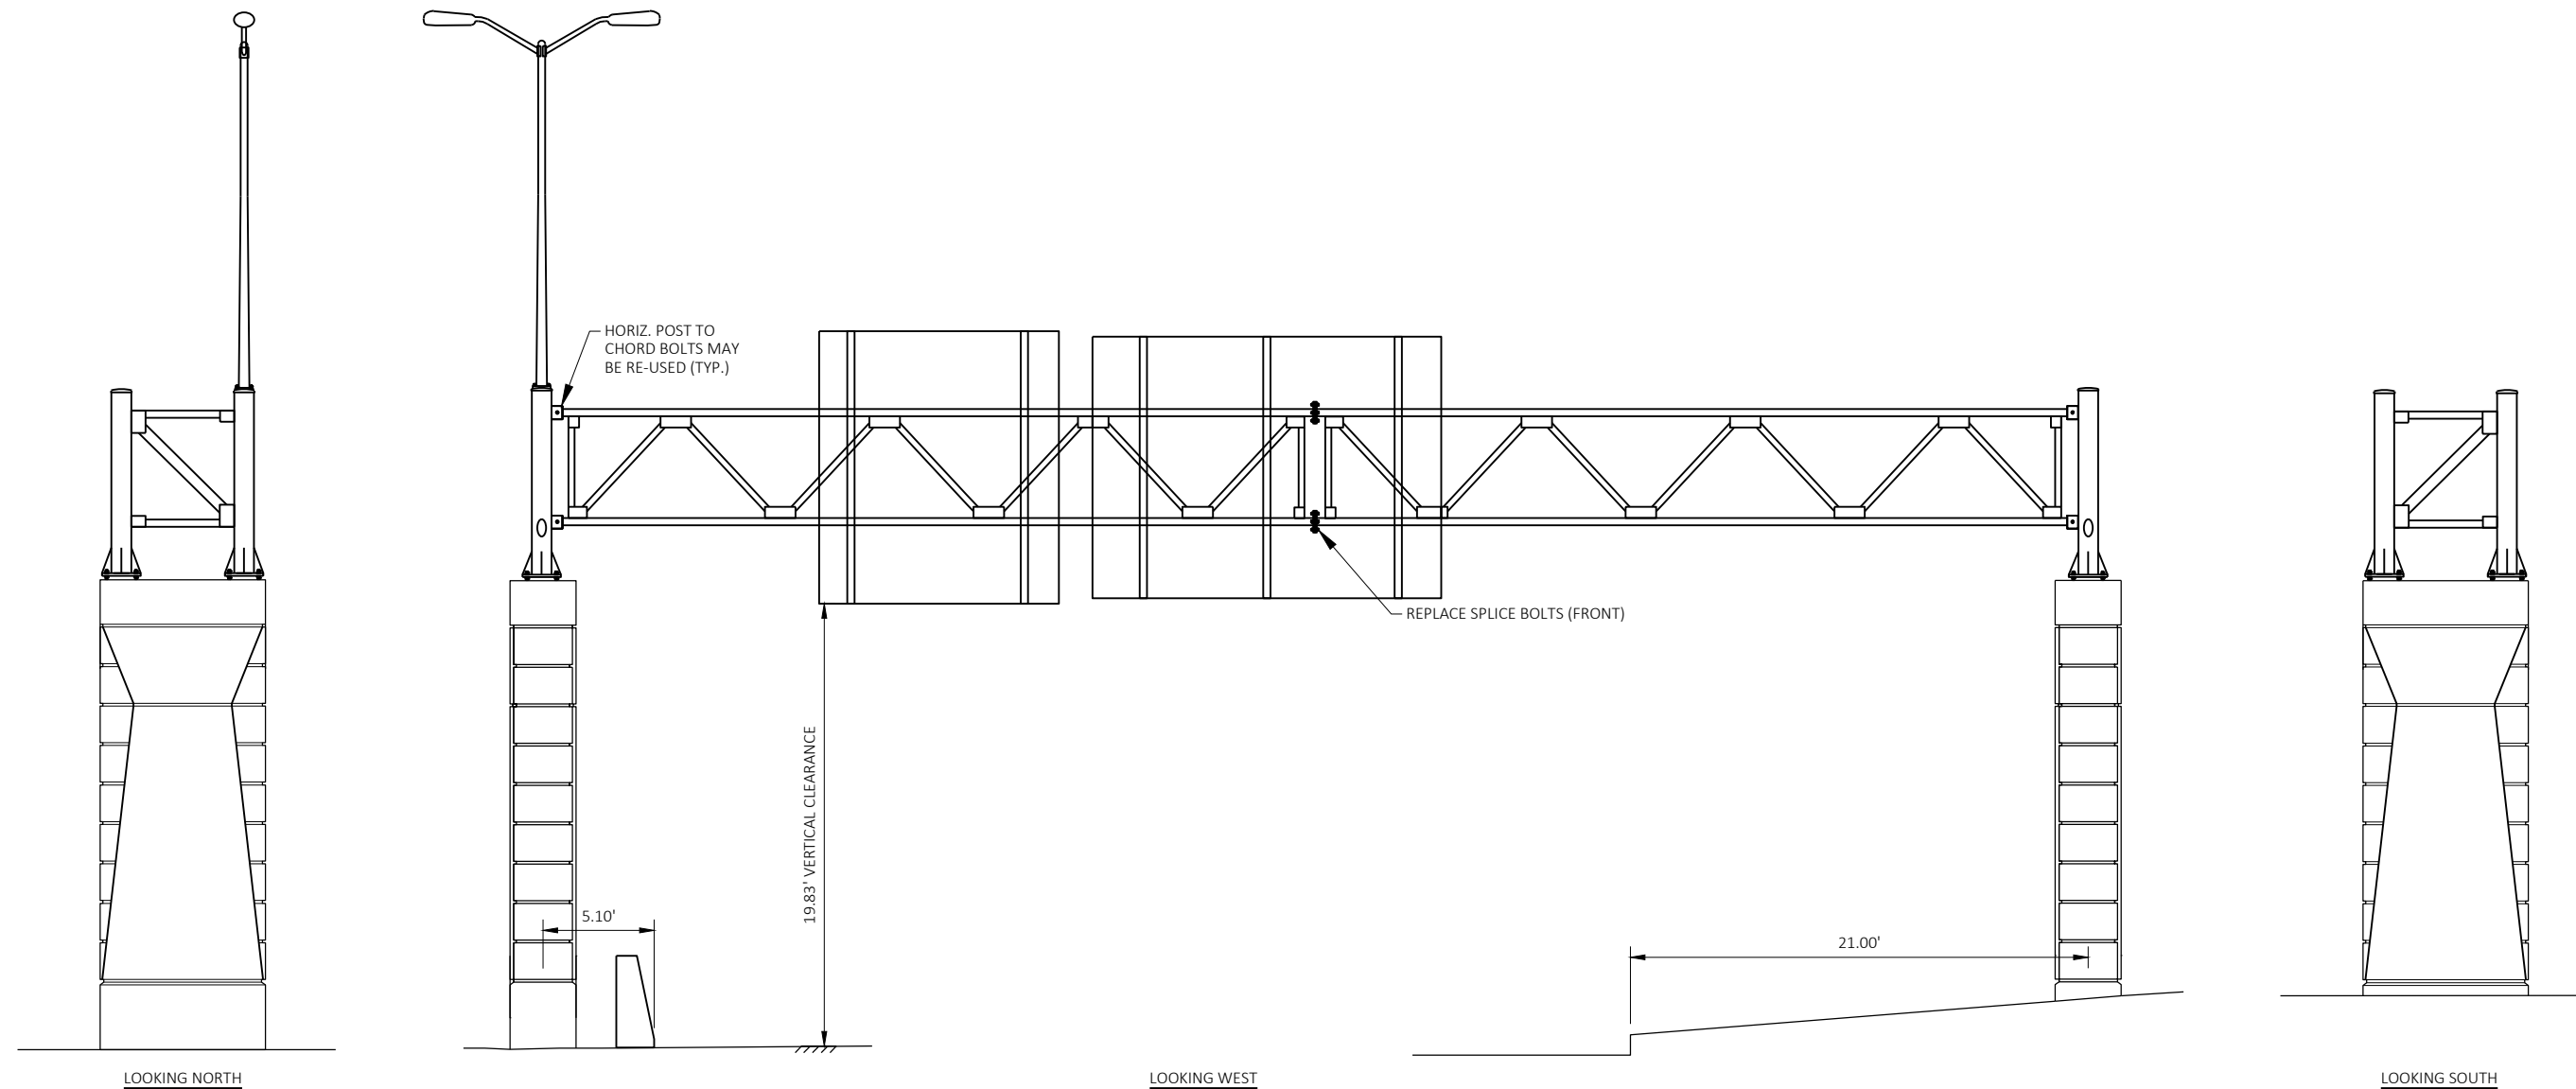 HORIZ. POST TO
CHORD BOLTS MAY
BE RE-USED (TYP.)
REPLACE SPLICE BOLTS (FRONT)
19.83' VERTICAL CLEARANCE
5.10'
21.00'
LOOKING NORTH
LOOKING WEST
LOOKING SOUTH